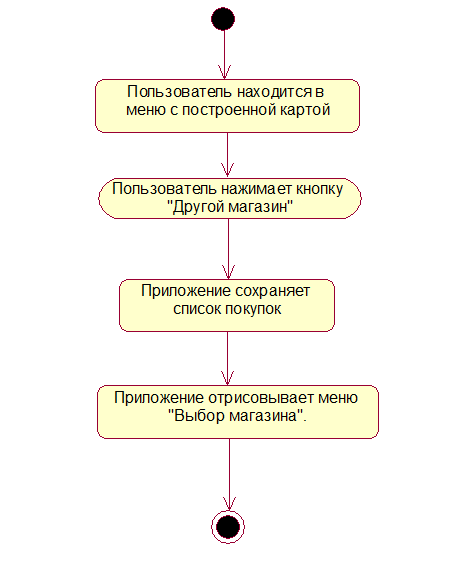 Пользователь находится в
меню с построенной картой
Пользователь нажимает кнопку
"Другой магазин"
Приложение сохраняет
список покупок
Приложение отрисовывает меню
"Выбор магазина".